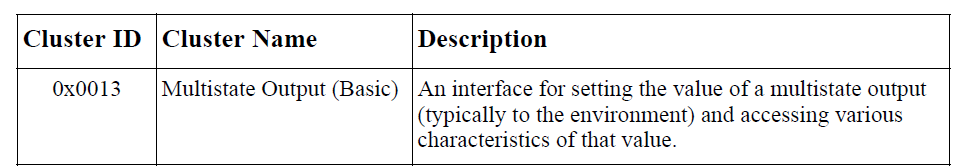 Cluster ID Cluster Name Description
0x0013 Multistate Output (Basic) An interface for setting the value of a multistate output
(typically to the environment) and accessing various
characteristics of that value.